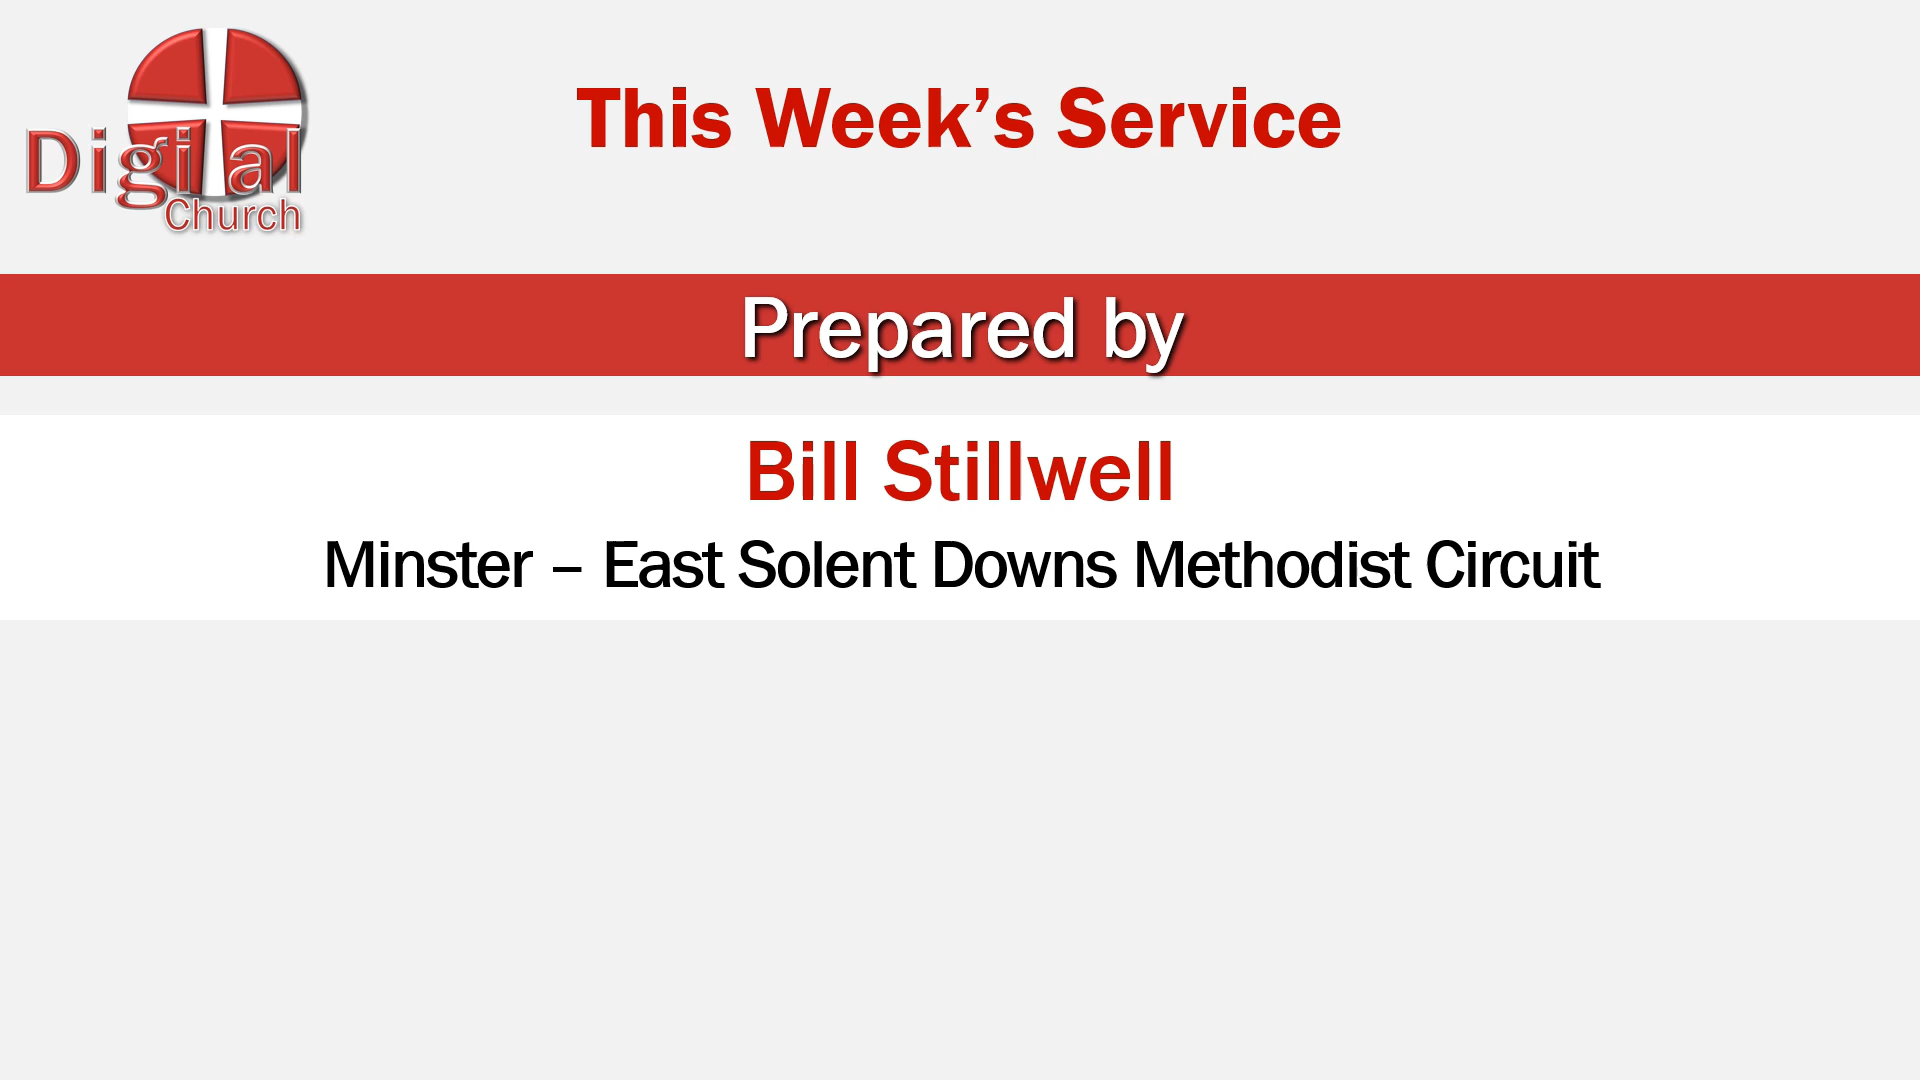 Digital
Church
This Week’s Service
Prepared by
Bill Stillwell
Minster – East Solent Downs Methodist Circuit